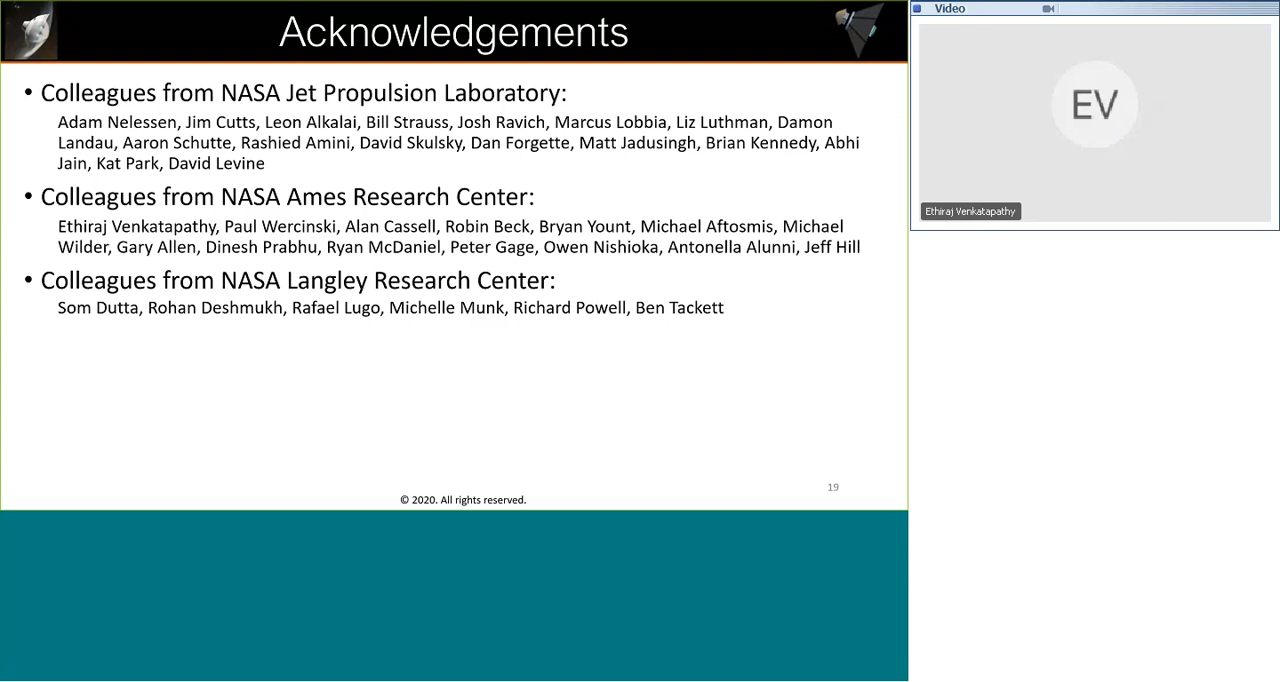 Acknowledgements
• Colleagues from NASA Jet Propulsion Laboratory:
Adam Nelessen, Jim Cutts, Leon Alkalai, Bill Strauss, Josh Ravich, Marcus Lobbia, Liz Luthman, Damon
Landau, Aaron Schutte, Rashied Amini, David Skulsky, Dan Forgette, Matt Jadusingh, Brian Kennedy, Abhi
Jain, Kat Park, David Levine
• Colleagues from NASA Ames Research Center:
Ethiraj Venkatapathy, Paul Wercinski, Alan Cassell, Robin Beck, Bryan Yount, Michael Aftosmis, Michael
Wilder, Gary Allen, Dinesh Prabhu, Ryan McDaniel, Peter Gage, Owen Nishioka, Antonella Alunni, Jeff Hill
• Colleagues from NASA Langley Research Center:
Som Dutta, Rohan Deshmukh, Rafael Lugo, Michelle Munk, Richard Powell, Ben Tackett
19
© 2020. All rights reserved.
Video
EV
Ethiraj Venkatapathy